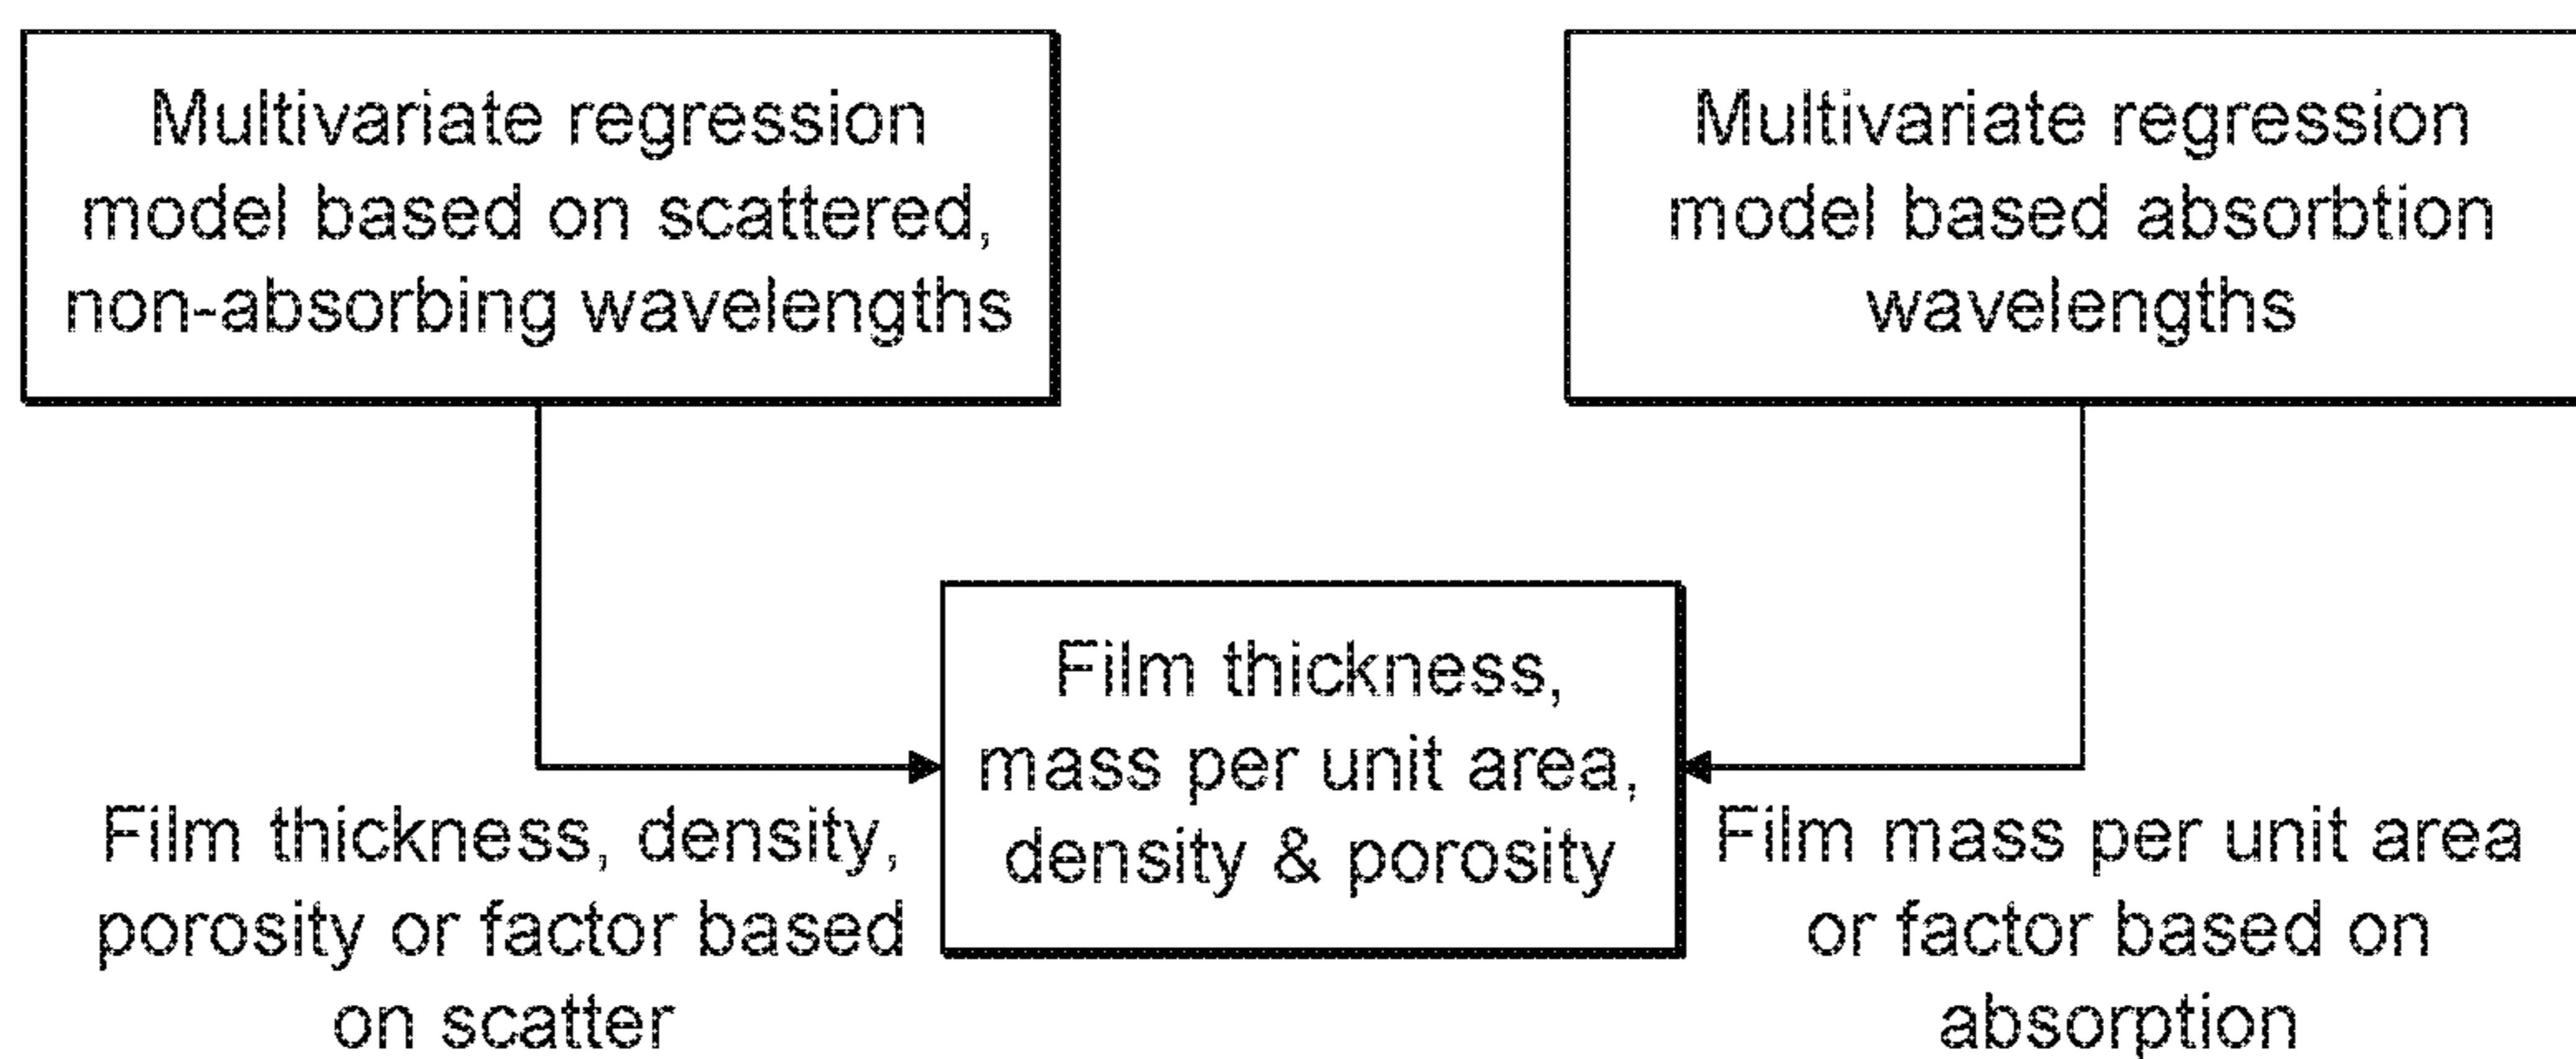 Multivariate regression
model based on scattered,
non-absorbing wavelengths
Multivariate regression
model based absorbtion
wavelengths
Film thickness,
mass per unit area,
density & porosity
Film thickness, density,
porosity or factor based
on scatter
Film mass per unit area
or factor based on
absorption